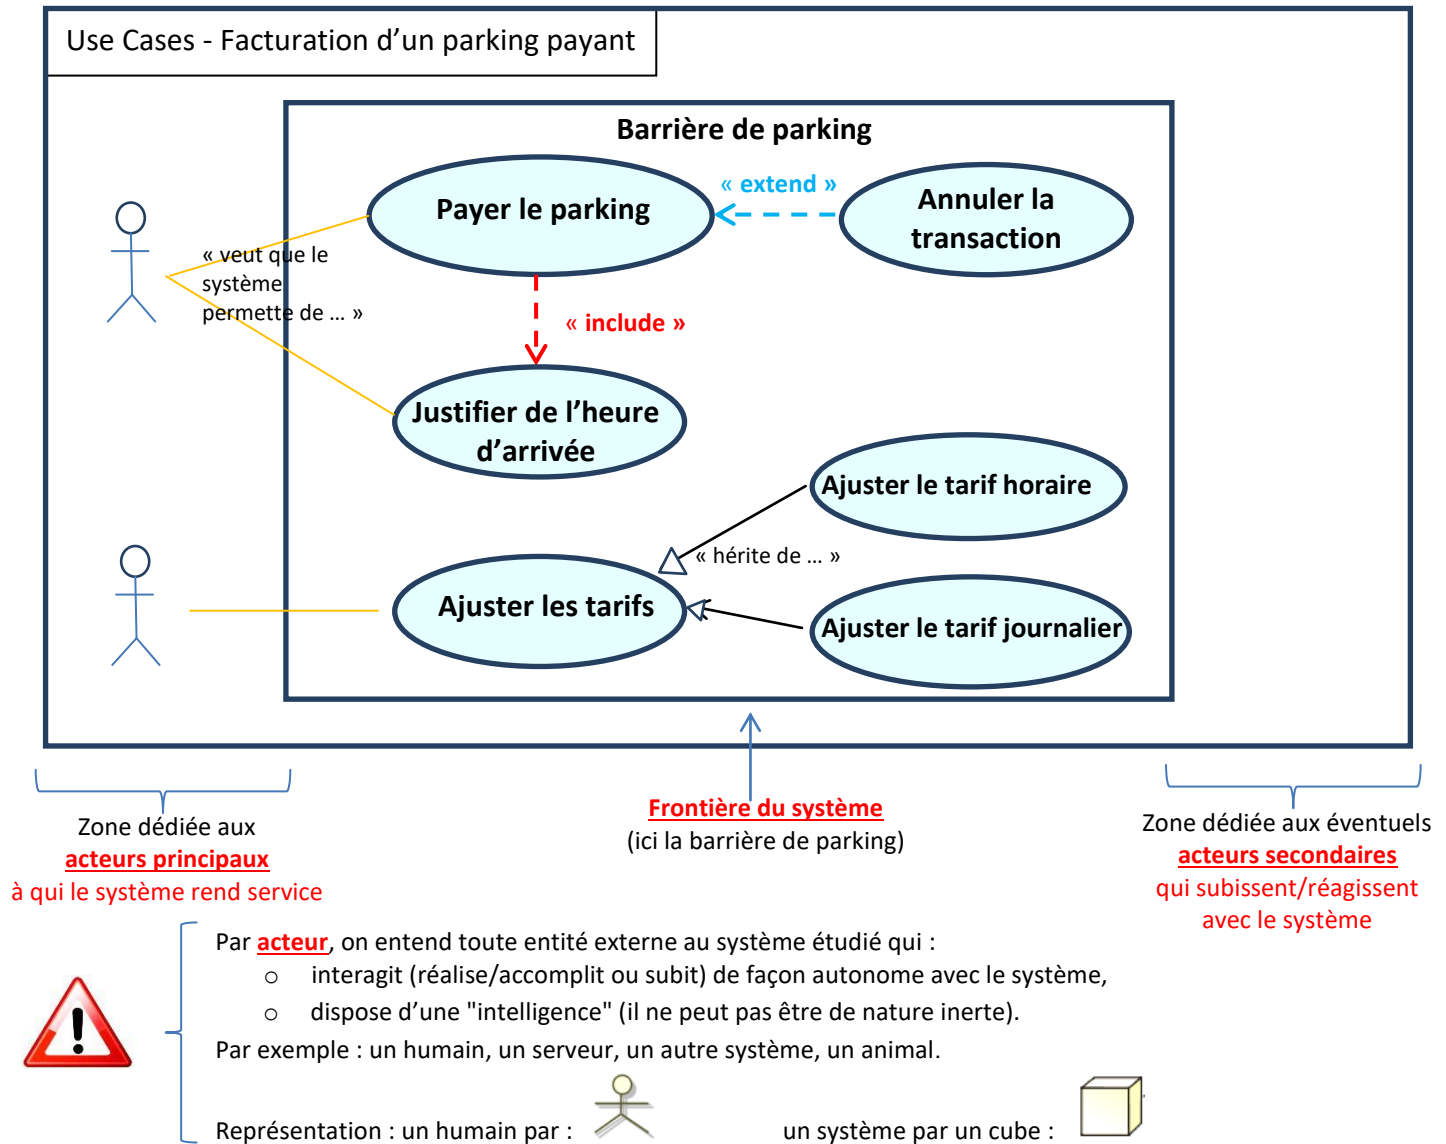 Use Cases - Facturation d’un parking payant
Barrière de parking
Payer le parking
« extend »
Annuler la
transaction
« veut que le
système
permette de ... »
« include »
Justifier de l’heure
d’arrivée
Ajuster le tarif horaire
« hérite de ... »
Ajuster les tarifs
Ajuster le tarif journalier
Zone dédiée aux
acteurs principaux
à qui le système rend service
Frontière du système
(ici la barrière de parking)
Zone dédiée aux éventuels
acteurs secondaires
qui subissent/réagissent
avec le système
Par acteur, on entend toute entité externe au système étudié qui :
o interagit (réalise/accomplit ou subit) de façon autonome avec le système,
o dispose d’une "intelligence" (il ne peut pas être de nature inerte).
Par exemple : un humain, un serveur, un autre système, un animal.
Représentation : un humain par : un système par un cube :